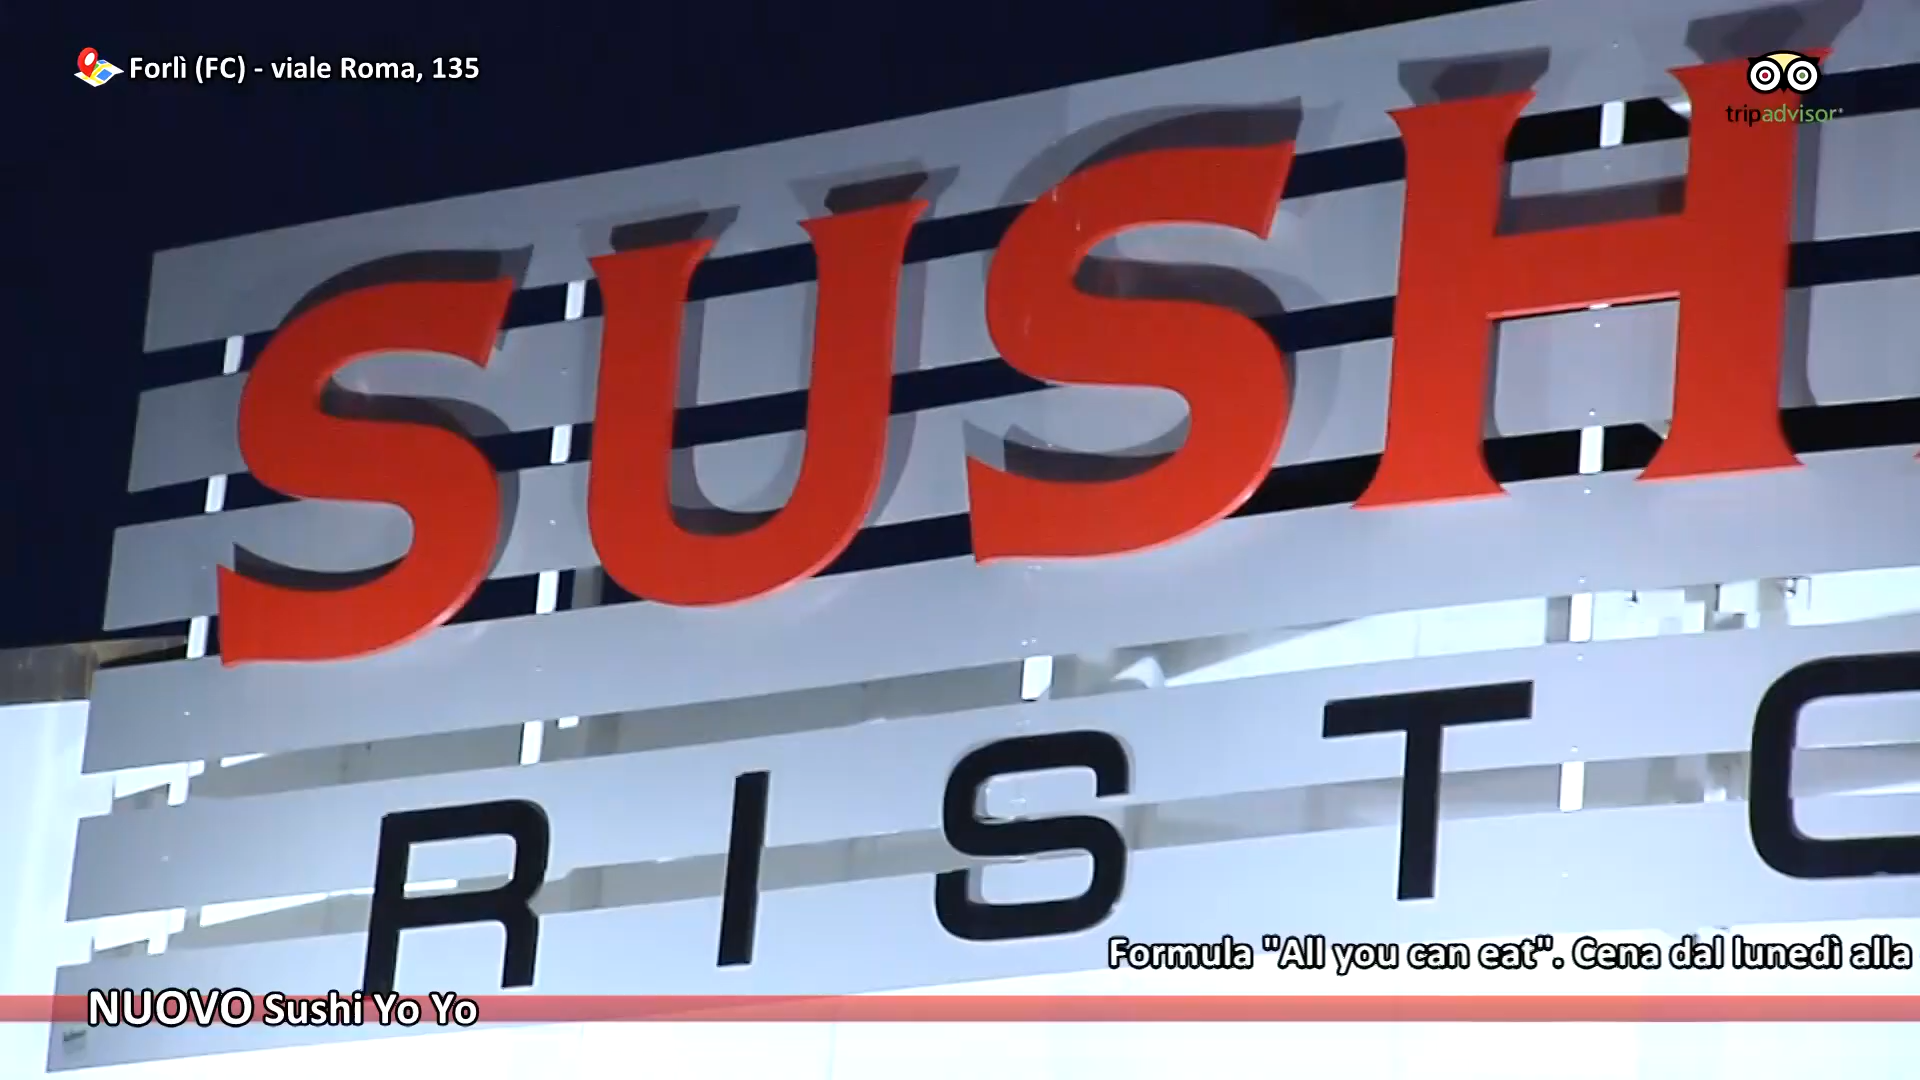 Forlì (FC) - viale Roma, 135
tripadvisor
SUSH
RISTO
Formula "All you can eat". Cena dal lunedì alla
NUOVO Sushi Yo Yo